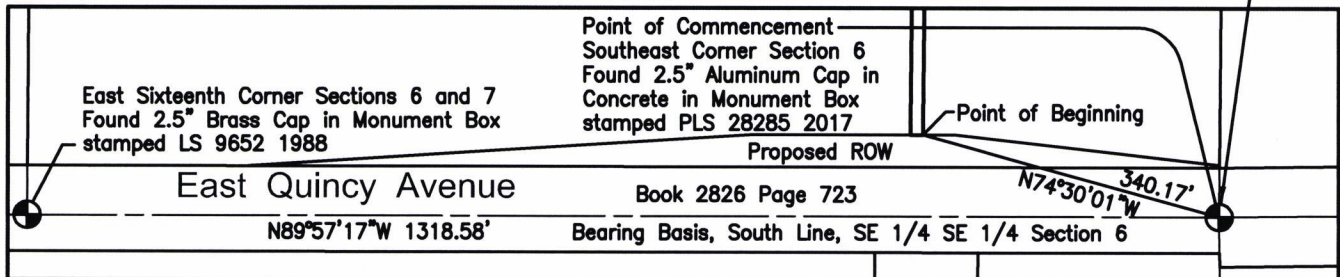 Point of Commencement
Southeast Corner Section 6
Found 2.5" Aluminum Cap in
Concrete in Monument Box
stamped PLS 28285 2017
East Sixteenth Corner Sections 6 and 7
Found 2.5" Brass Cap in Monument Box
stamped LS 9652 1988
Point of Beginning
Proposed ROW
East Quincy Avenue
Book 2826 Page 723
340.17'
N74°30'01"W
N89°57'17"W 1318.58'
Bearing Basis, South Line, SE 1/4 SE 1/4 Section 6